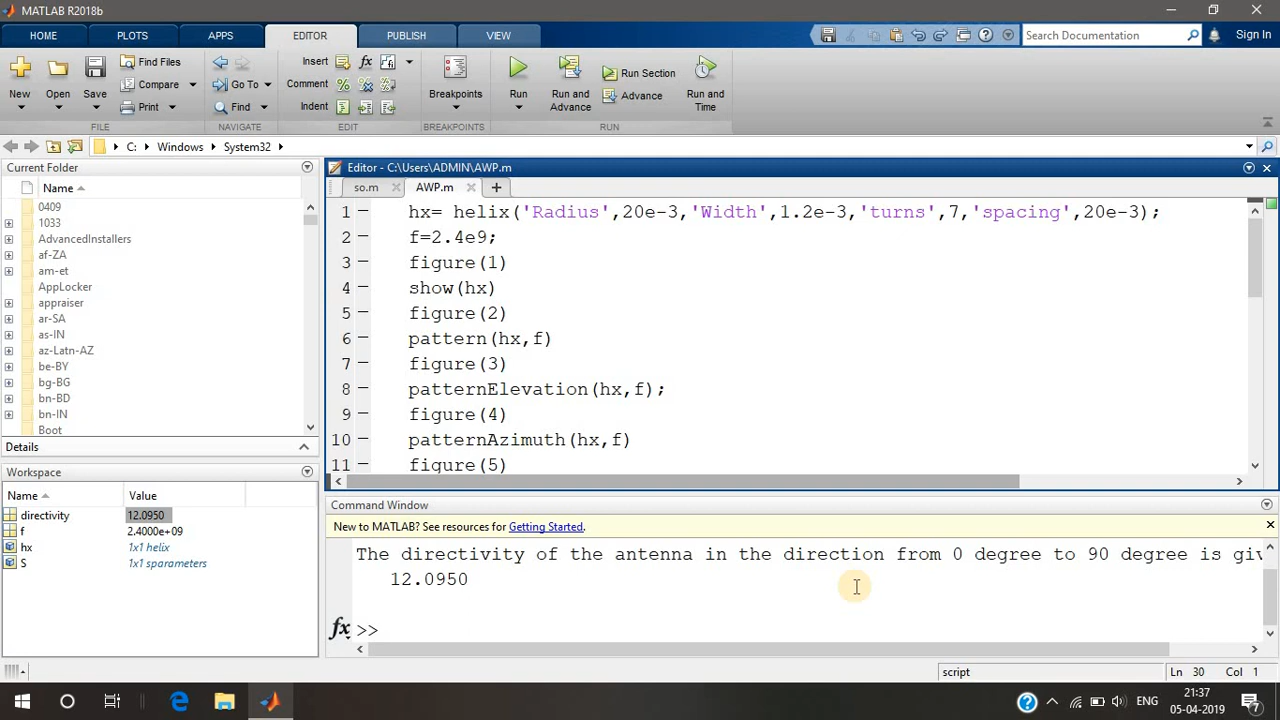 MATLAB R2018b
HOME PLOTS APPS EDITOR PUBLISH VIEW Search Documentation Sign In
New Open Save Find Files Compare Print
Go To Find
Insert fx Comment Indent
Breakpoints
Run Run and Advance Run Section Advance Run and Time
FILE NAVIGATE EDIT BREAKPOINTS RUN
C: Windows System32
Current Folder
Name
0409
1033
AdvancedInstallers
af-ZA
am-et
AppLocker
appraiser
ar-SA
as-IN
az-Latn-AZ
be-BY
bg-BG
bn-BD
bn-IN
Boot
Details
Workspace
Name Value
directivity 12.0950
f 2.4000e+09
hx 1x1 helix
S 1x1 sparameters
Editor - C:\Users\ADMIN\AWP.m
so.m AWP.m
1 hx= helix('Radius',20e-3,'Width',1.2e-3,'turns',7,'spacing',20e-3);
2 f=2.4e9;
3 figure(1)
4 show(hx)
5 figure(2)
6 pattern(hx,f)
7 figure(3)
8 patternElevation(hx,f);
9 figure(4)
10 patternAzimuth(hx,f)
11 figure(5)
Command Window
New to MATLAB? See resources for Getting Started.
The directivity of the antenna in the direction from 0 degree to 90 degree is giv
12.0950
fx >>
script Ln 30 Col 1
ENG 21:37
05-04-2019 7